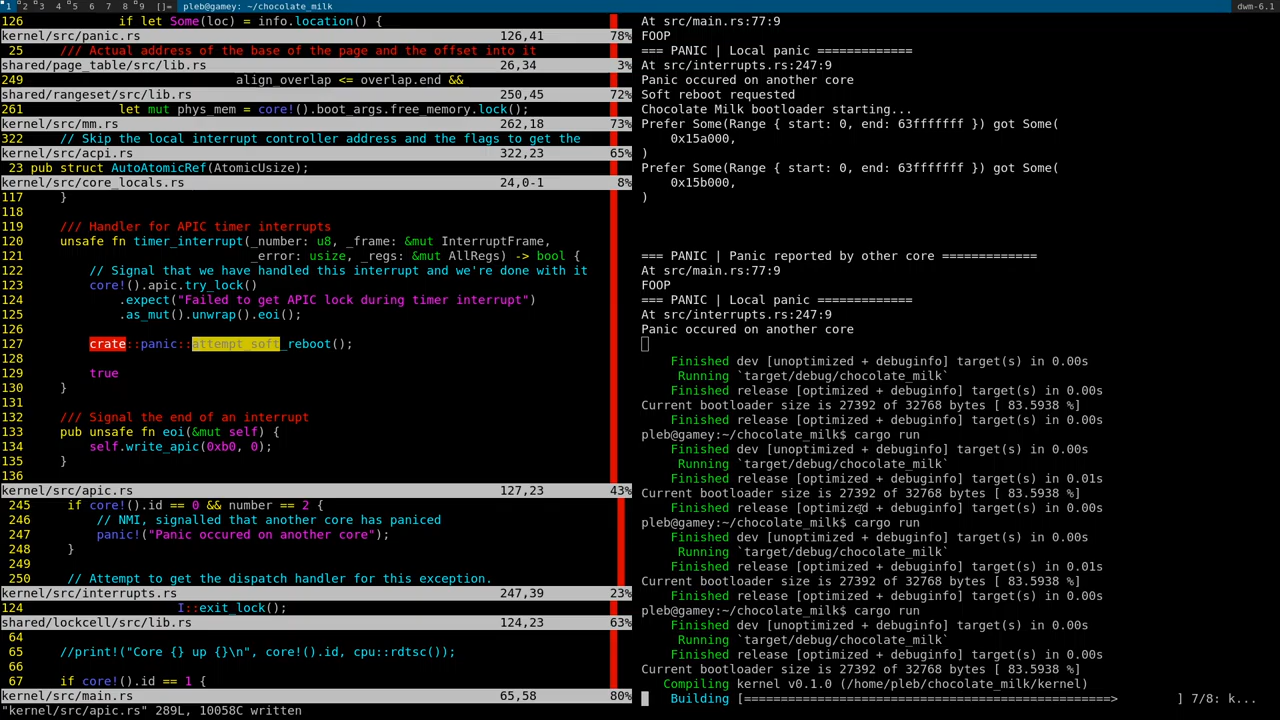 1 2 3 4 5 6 7 8 9 []= pleb@gamey:~/chocolate_milk dwm-6.1
126             if let Some(loc) = info.location() {
kernel/src/panic.rs 126,41 78%
25     /// Actual address of the base of the page and the offset into it
shared/page_table/src/lib.rs 26,34 3%
249                             align_overlap <= overlap.end &&
shared/rangeset/src/lib.rs 250,45 72%
261             let mut phys_mem = core!().boot_args.free_memory.lock();
kernel/src/mm.rs 262,18 73%
322         // Skip the local interrupt controller address and the flags to get the
kernel/src/acpi.rs 322,23 65%
23 pub struct AutoAtomicRef(AtomicUsize);
kernel/src/core_locals.rs 24,0-1 8%
117     }
118
119     /// Handler for APIC timer interrupts
120     unsafe fn timer_interrupt(_number: u8, _frame: &mut InterruptFrame,
121                               _error: usize, _regs: &mut AllRegs) -> bool {
122         // Signal that we have handled this interrupt and we're done with it
123         core!().apic.try_lock()
124             .expect("Failed to get APIC lock during timer interrupt")
125             .as_mut().unwrap().eoi();
126
127         crate::panic::attempt_soft_reboot();
128
129         true
130     }
131
132     /// Signal the end of an interrupt
133     pub unsafe fn eoi(&mut self) {
134         self.write_apic(0xb0, 0);
135     }
136
kernel/src/apic.rs 127,23 43%
245     if core!().id == 0 && number == 2 {
246         // NMI, signalled that another core has paniced
247         panic!("Panic occured on another core");
248     }
249
250     // Attempt to get the dispatch handler for this exception.
kernel/src/interrupts.rs 247,39 23%
124                     I::exit_lock();
shared/lockcell/src/lib.rs 124,23 63%
64
65     //print!("Core {} up {}\n", core!().id, cpu::rdtsc());
66
67     if core!().id == 1 {
kernel/src/main.rs 65,58 80%
"kernel/src/apic.rs" 289L, 10058C written
At src/main.rs:77:9
FOOP
=== PANIC | Local panic =============
At src/interrupts.rs:247:9
Panic occured on another core
Soft reboot requested
Chocolate Milk bootloader starting...
Prefer Some(Range { start: 0, end: 63fffffff }) got Some(
    0x15a000,
)
Prefer Some(Range { start: 0, end: 63fffffff }) got Some(
    0x15b000,
)
=== PANIC | Panic reported by other core =============
At src/main.rs:77:9
FOOP
=== PANIC | Local panic =============
At src/interrupts.rs:247:9
Panic occured on another core
    Finished dev [unoptimized + debuginfo] target(s) in 0.00s
     Running `target/debug/chocolate_milk`
    Finished release [optimized + debuginfo] target(s) in 0.00s
Current bootloader size is 27392 of 32768 bytes [ 83.5938 %]
    Finished release [optimized + debuginfo] target(s) in 0.00s
pleb@gamey:~/chocolate_milk$ cargo run
    Finished dev [unoptimized + debuginfo] target(s) in 0.00s
     Running `target/debug/chocolate_milk`
    Finished release [optimized + debuginfo] target(s) in 0.01s
Current bootloader size is 27392 of 32768 bytes [ 83.5938 %]
    Finished release [optimized + debuginfo] target(s) in 0.00s
pleb@gamey:~/chocolate_milk$ cargo run
    Finished dev [unoptimized + debuginfo] target(s) in 0.00s
     Running `target/debug/chocolate_milk`
    Finished release [optimized + debuginfo] target(s) in 0.01s
Current bootloader size is 27392 of 32768 bytes [ 83.5938 %]
    Finished release [optimized + debuginfo] target(s) in 0.00s
pleb@gamey:~/chocolate_milk$ cargo run
    Finished dev [unoptimized + debuginfo] target(s) in 0.00s
     Running `target/debug/chocolate_milk`
    Finished release [optimized + debuginfo] target(s) in 0.00s
Current bootloader size is 27392 of 32768 bytes [ 83.5938 %]
   Compiling kernel v0.1.0 (/home/pleb/chocolate_milk/kernel)
    Building [==================================================>        ] 7/8: k...